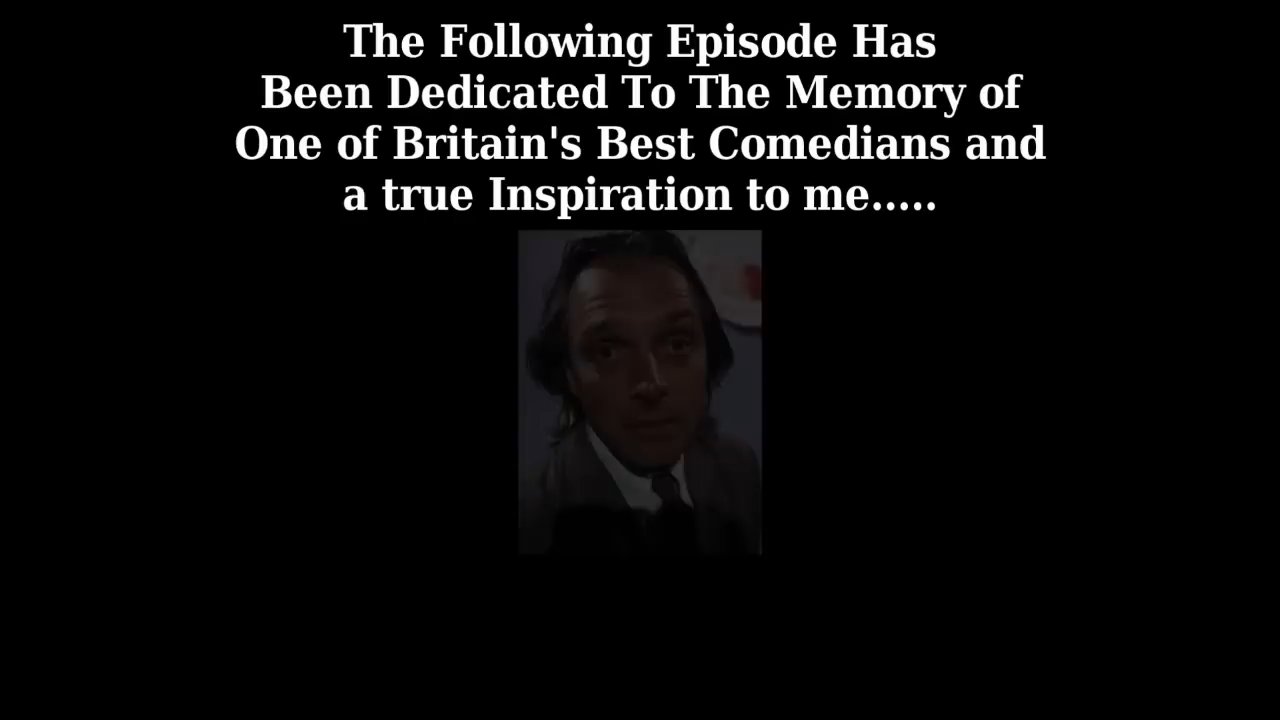 The Following Episode Has
Been Dedicated To The Memory of
One of Britain's Best Comedians and
a true Inspiration to me.....